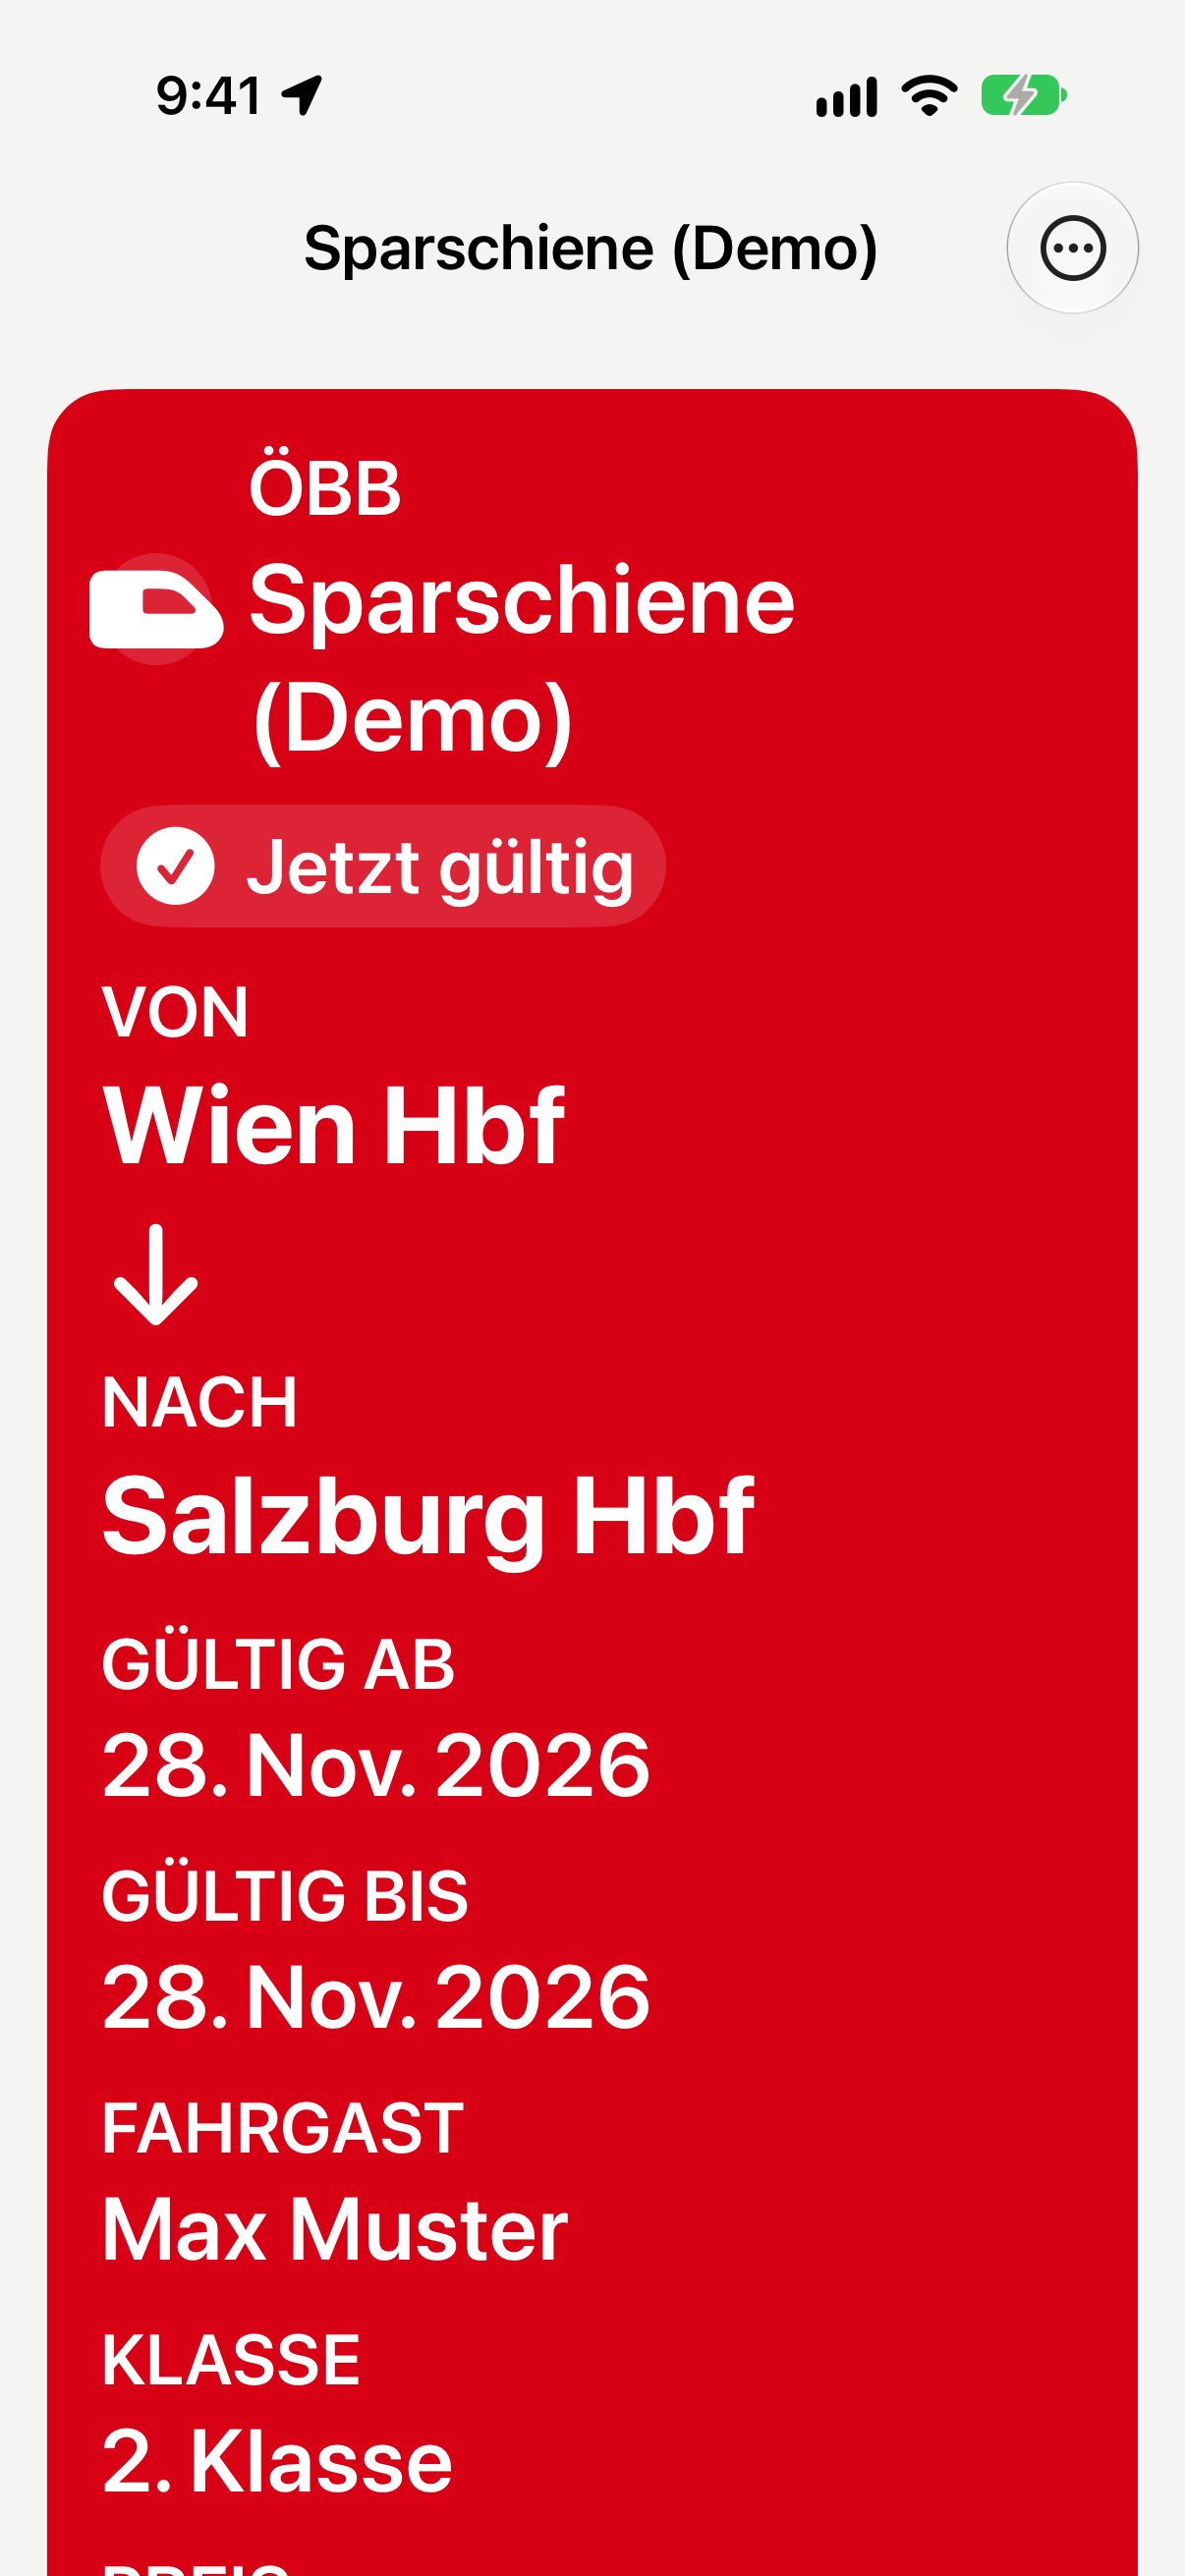 9:41
Sparschiene (Demo)
ÖBB
Sparschiene
(Demo)
Jetzt gültig
VON
Wien Hbf
NACH
Salzburg Hbf
GÜLTIG AB
28. Nov. 2026
GÜLTIG BIS
28. Nov. 2026
FAHRGAST
Max Muster
KLASSE
2. Klasse
PREIS